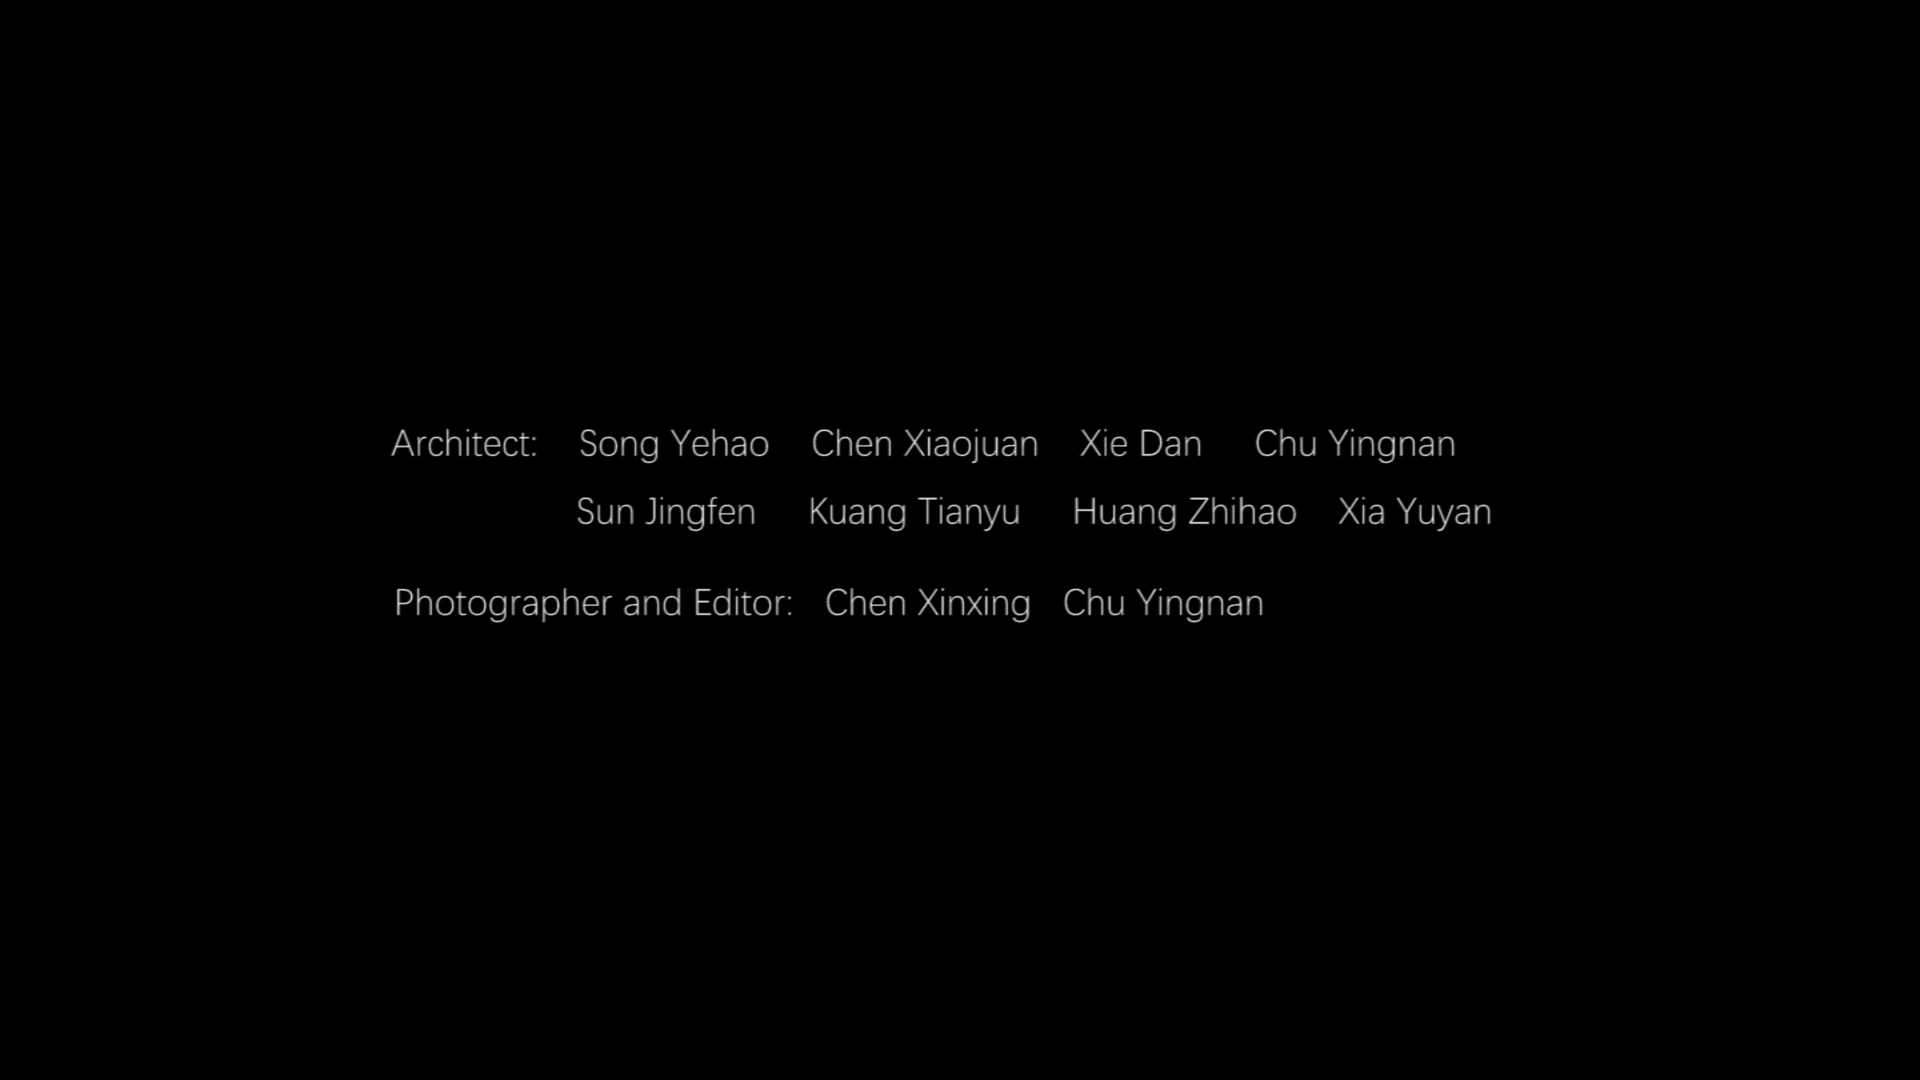 Architect: Song Yehao Chen Xiaojuan Xie Dan Chu Yingnan
Sun Jingfen Kuang Tianyu Huang Zhihao Xia Yuyan
Photographer and Editor: Chen Xinxing Chu Yingnan